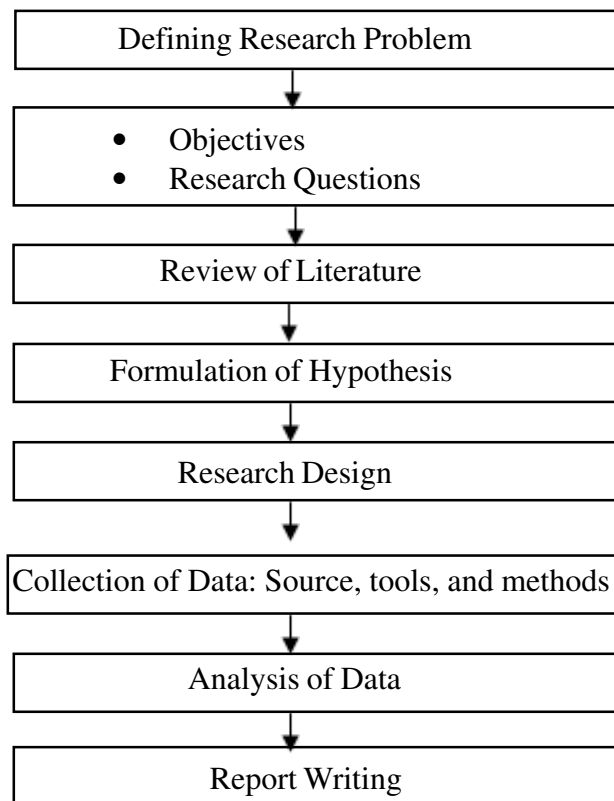 Defining Research Problem
• Objectives
• Research Questions
Review of Literature
Formulation of Hypothesis
Research Design
Collection of Data: Source, tools, and methods
Analysis of Data
Report Writing